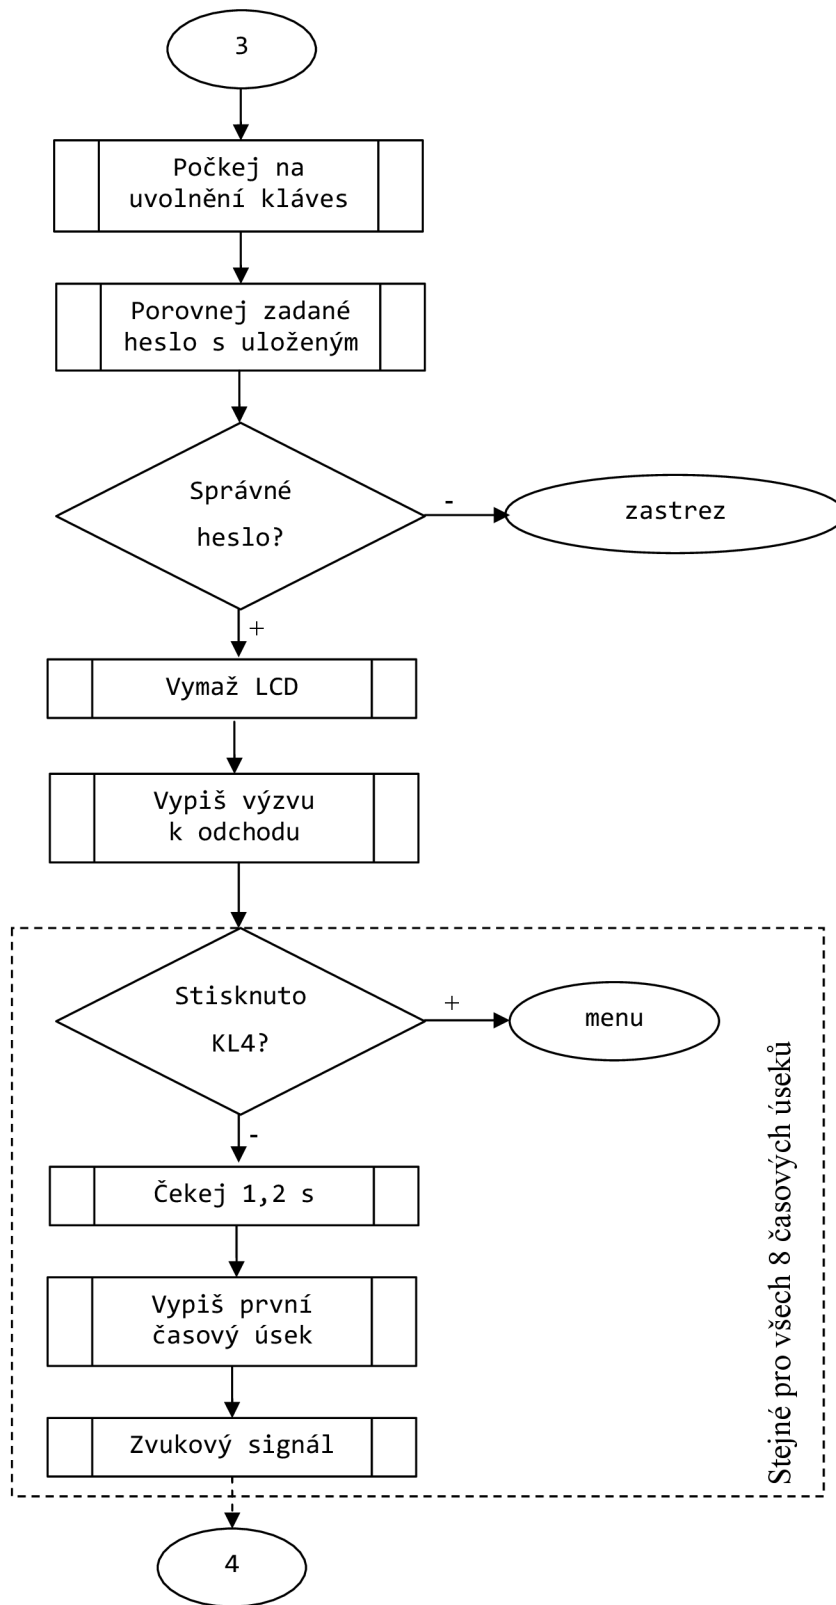 3
Počkej na
uvolnění kláves
Porovnej zadané
heslo s uloženým
Správné
heslo?
-
zastrez
+
Vymaž LCD
Vypiš výzvu
k odchodu
Stisknuto
KL4?
+
menu
-
Čekej 1,2 s
Vypiš první
časový úsek
Zvukový signál
Stejné pro všech 8 časových úseků
4